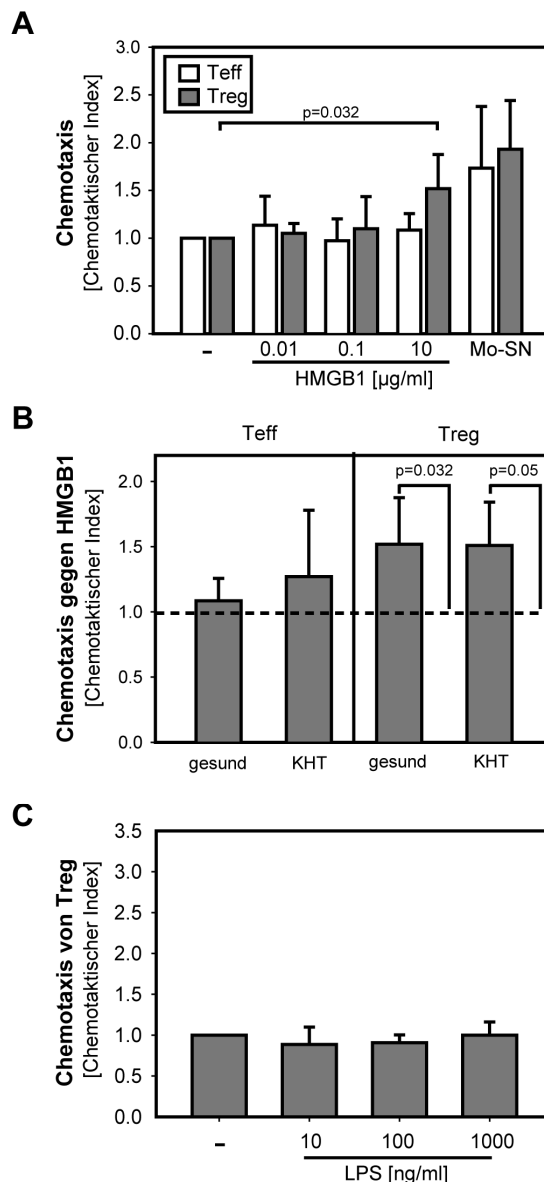 A
Chemotaxis
[Chemotaktischer Index]
3.0
2.5
2.0
1.5
1.0
0.5
0.0
Teff
Treg
p=0.032
–
0.01
0.1
10
Mo-SN
HMGB1 [µg/ml]
B
Teff
Treg
Chemotaxis gegen HMGB1
[Chemotaktischer Index]
2.0
1.5
1.0
0.5
0.0
p=0.032
p=0.05
gesund
KHT
gesund
KHT
C
Chemotaxis von Treg
[Chemotaktischer Index]
3.5
3.0
2.5
2.0
1.5
1.0
0.5
0.0
–
10
100
1000
LPS [ng/ml]